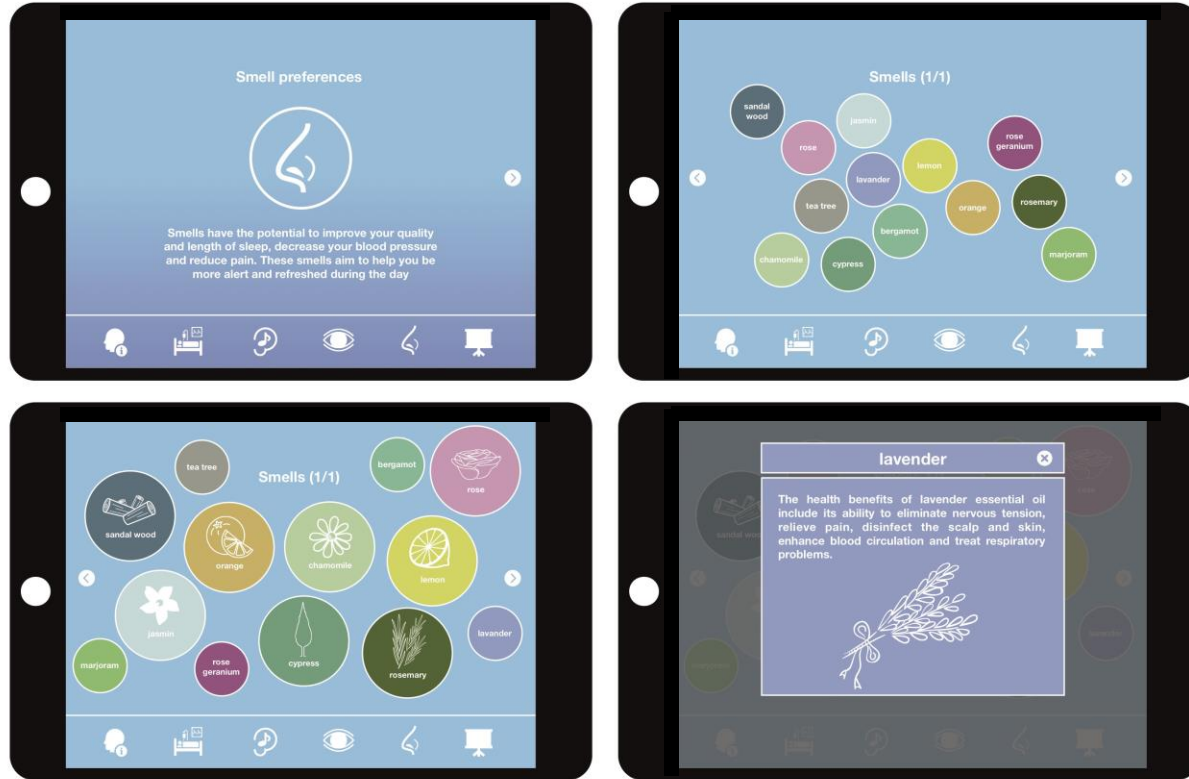 Smell preferences
Smells have the potential to improve your quality
and length of sleep, decrease your blood pressure
and reduce pain. These smells aim to help you be
more alert and refreshed during the day
Smells (1/1)
sandal
wood
jasmin
rose
rose
geranium
lemon
lavander
tea tree
orange
rosemary
bergamot
chamomile
cypress
marjoram
Smells (1/1)
tea tree
bergamot
rose
sandal wood
orange
chamomile
lemon
jasmin
lavander
marjoram
rose
geranium
cypress
rosemary
lavender
The health benefits of lavender essential oil
include its ability to eliminate nervous tension,
relieve pain, disinfect the scalp and skin,
enhance blood circulation and treat respiratory
problems.
sandal wood